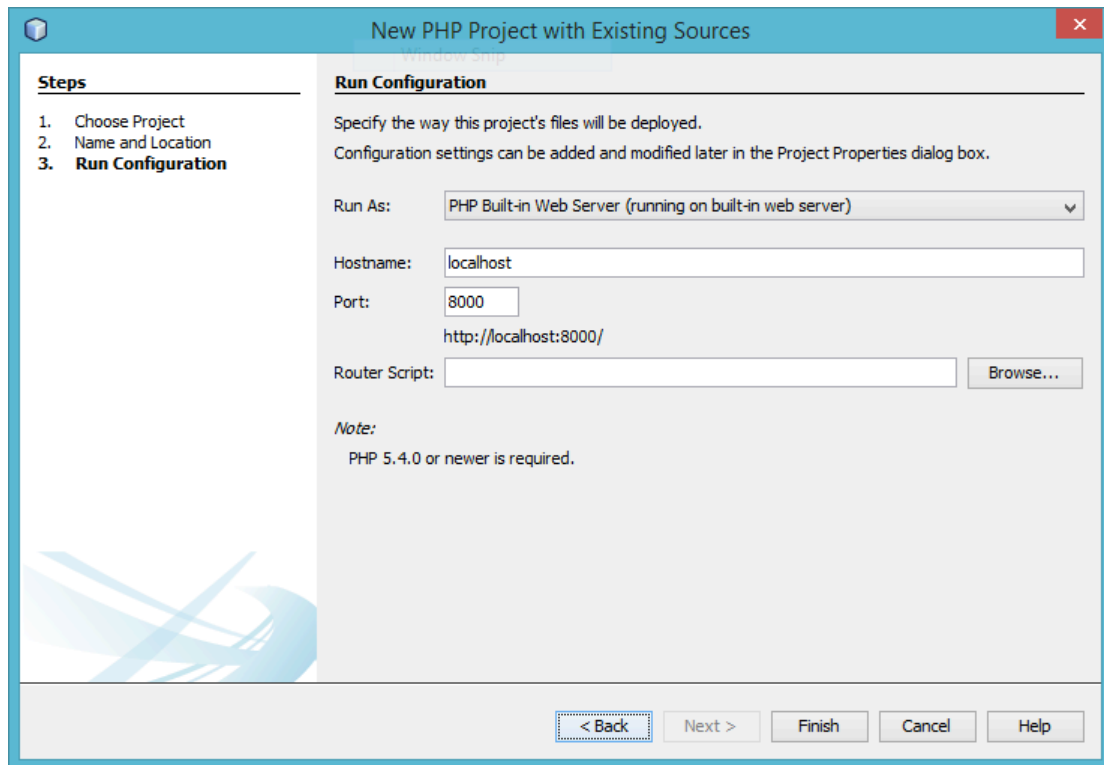 New PHP Project with Existing Sources
Window Snip
Steps
1. Choose Project
2. Name and Location
3. Run Configuration
Run Configuration
Specify the way this project's files will be deployed.
Configuration settings can be added and modified later in the Project Properties dialog box.
Run As: PHP Built-in Web Server (running on built-in web server)
Hostname: localhost
Port: 8000
http://localhost:8000/
Router Script: Browse...
Note:
PHP 5.4.0 or newer is required.
< Back Next > Finish Cancel Help